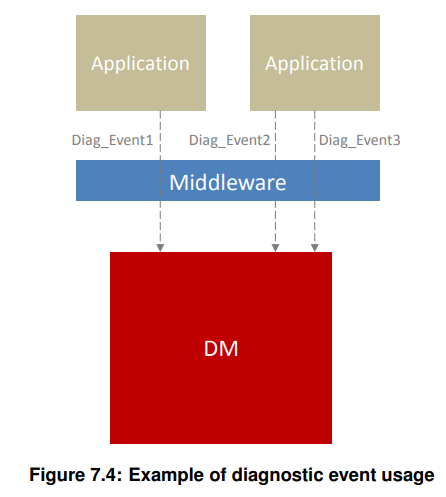 Application Application
Diag_Event1 Diag_Event2 Diag_Event3
Middleware
DM
Figure 7.4: Example of diagnostic event usage